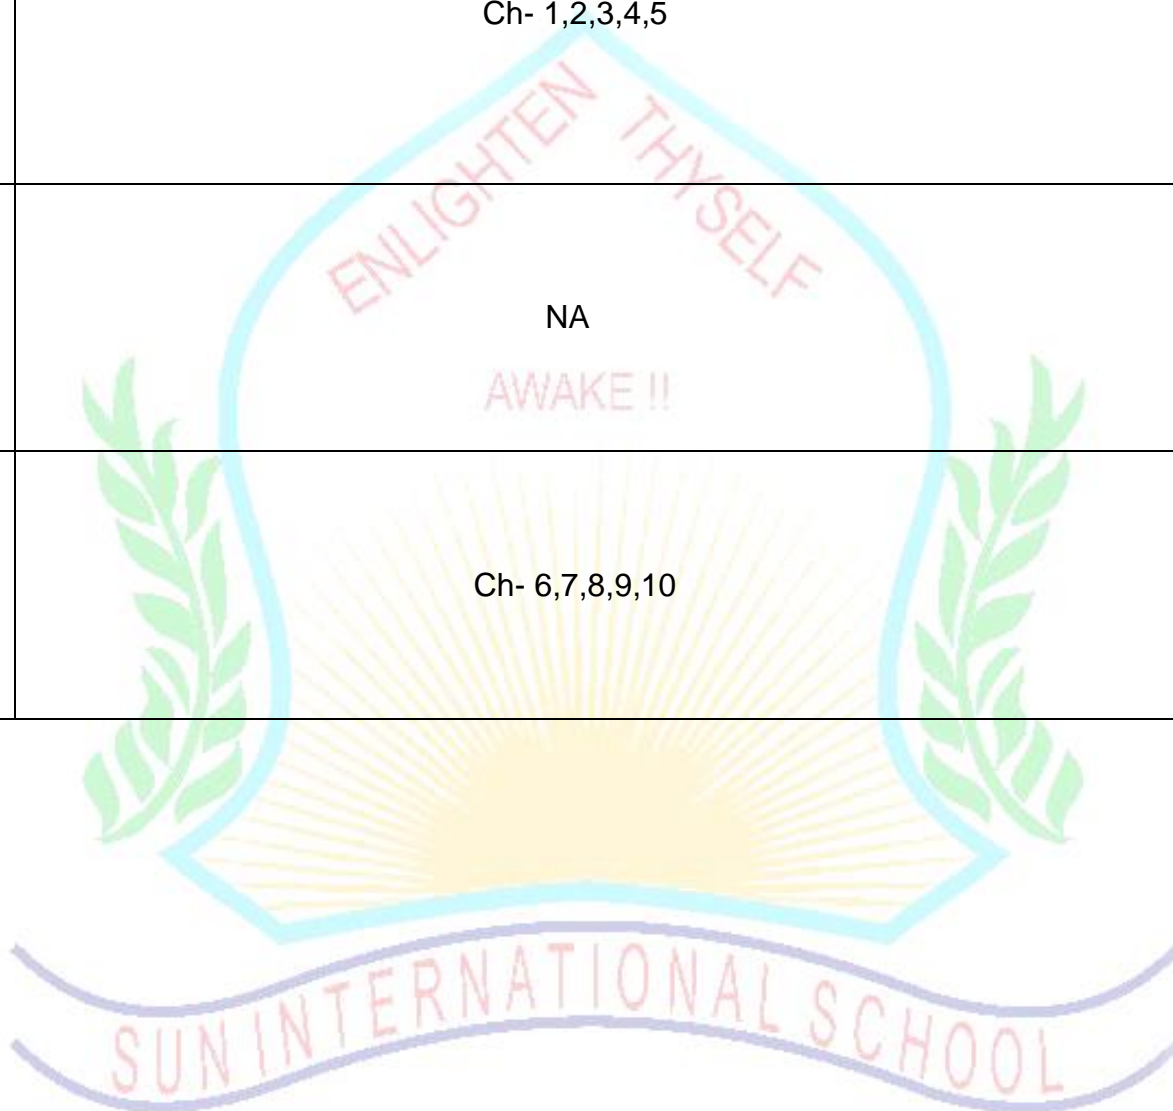 Ch- 1,2,3,4,5
ENLIGHTEN THYSELF
NA
AWAKE !!
Ch- 6,7,8,9,10
SUN INTERNATIONAL SCHOOL